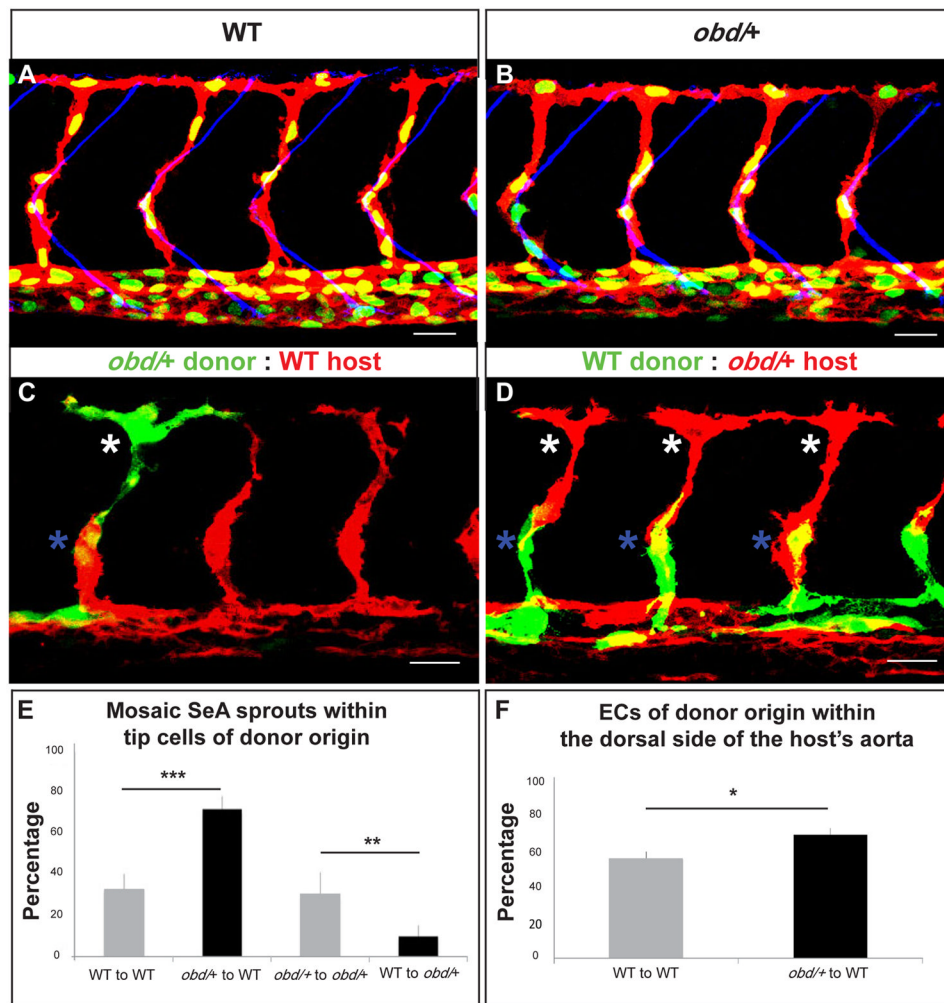 WT
obd/+
A
B
obd/+ donor : WT host
WT donor : obd/+ host
C
D
*
*
*
*
*
*
*
*
E
Mosaic SeA sprouts within
tip cells of donor origin
Percentage
100
80
60
40
20
0
***
**
WT to WT
obd/+ to WT
obd/+ to obd/+
WT to obd/+
F
ECs of donor origin within
the dorsal side of the host's aorta
Percentage
100
80
60
40
20
0
*
WT to WT
obd/+ to WT